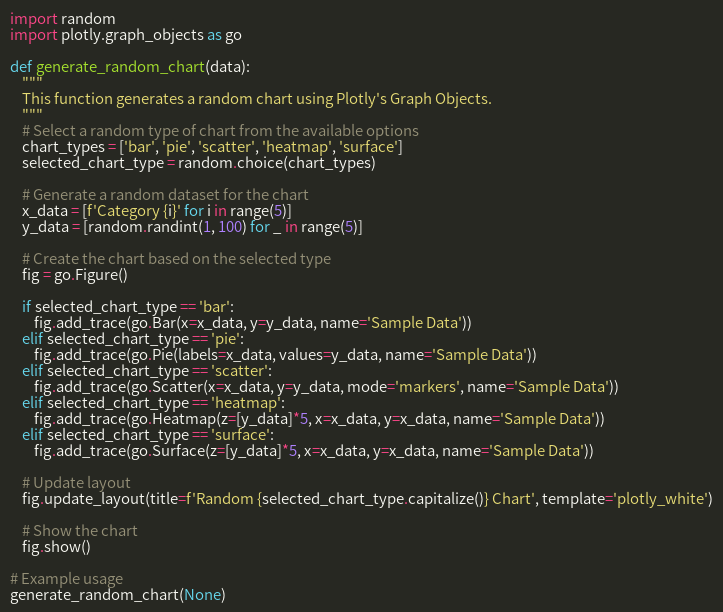 import random
import plotly.graph_objects as go

def generate_random_chart(data):
    """
    This function generates a random chart using Plotly's Graph Objects.
    """
    # Select a random type of chart from the available options
    chart_types = ['bar', 'pie', 'scatter', 'heatmap', 'surface']
    selected_chart_type = random.choice(chart_types)

    # Generate a random dataset for the chart
    x_data = [f'Category {i}' for i in range(5)]
    y_data = [random.randint(1, 100) for _ in range(5)]

    # Create the chart based on the selected type
    fig = go.Figure()

    if selected_chart_type == 'bar':
        fig.add_trace(go.Bar(x=x_data, y=y_data, name='Sample Data'))
    elif selected_chart_type == 'pie':
        fig.add_trace(go.Pie(labels=x_data, values=y_data, name='Sample Data'))
    elif selected_chart_type == 'scatter':
        fig.add_trace(go.Scatter(x=x_data, y=y_data, mode='markers', name='Sample Data'))
    elif selected_chart_type == 'heatmap':
        fig.add_trace(go.Heatmap(z=[y_data]*5, x=x_data, y=x_data, name='Sample Data'))
    elif selected_chart_type == 'surface':
        fig.add_trace(go.Surface(z=[y_data]*5, x=x_data, y=x_data, name='Sample Data'))

    # Update layout
    fig.update_layout(title=f'Random {selected_chart_type.capitalize()} Chart', template='plotly_white')

    # Show the chart
    fig.show()

# Example usage
generate_random_chart(None)